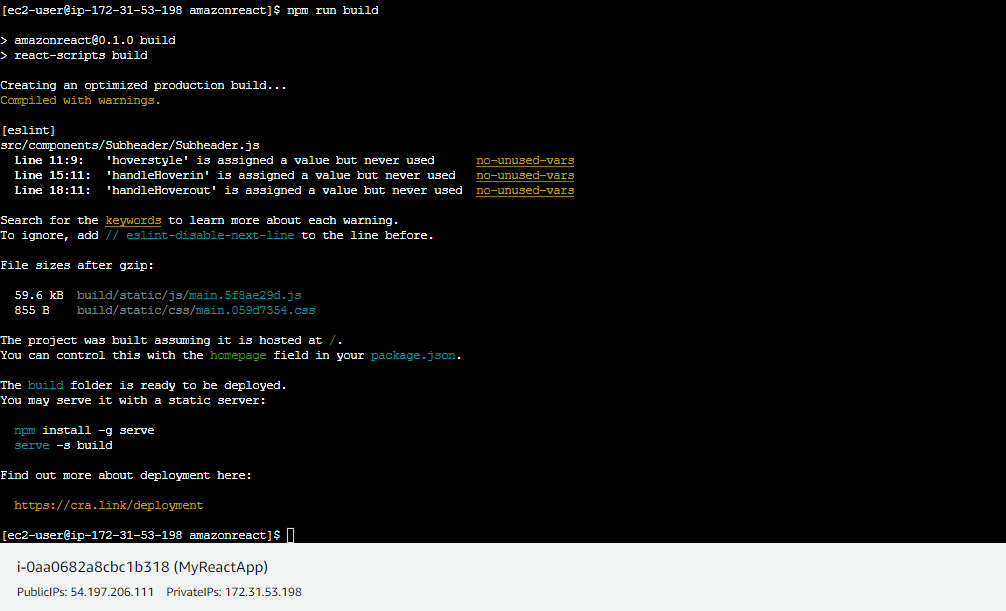 [ec2-user@ip-172-31-53-198 amazonreact]$ npm run build
> amazonreact@0.1.0 build
> react-scripts build
Creating an optimized production build...
Compiled with warnings.
[eslint]
src/components/Subheader/Subheader.js
  Line 11:9:   'hoverstyle' is assigned a value but never used      no-unused-vars
  Line 15:11:  'handleHoverin' is assigned a value but never used   no-unused-vars
  Line 18:11:  'handleHoverout' is assigned a value but never used  no-unused-vars
Search for the keywords to learn more about each warning.
To ignore, add // eslint-disable-next-line to the line before.
File sizes after gzip:
  59.6 kB  build/static/js/main.5f8ae29d.js
  855 B    build/static/css/main.059d7354.css
The project was built assuming it is hosted at /.
You can control this with the homepage field in your package.json.
The build folder is ready to be deployed.
You may serve it with a static server:
  npm install -g serve
  serve -s build
Find out more about deployment here:
  https://cra.link/deployment
[ec2-user@ip-172-31-53-198 amazonreact]$
i-0aa0682a8cbc1b318 (MyReactApp)
PublicIPs: 54.197.206.111   PrivateIPs: 172.31.53.198